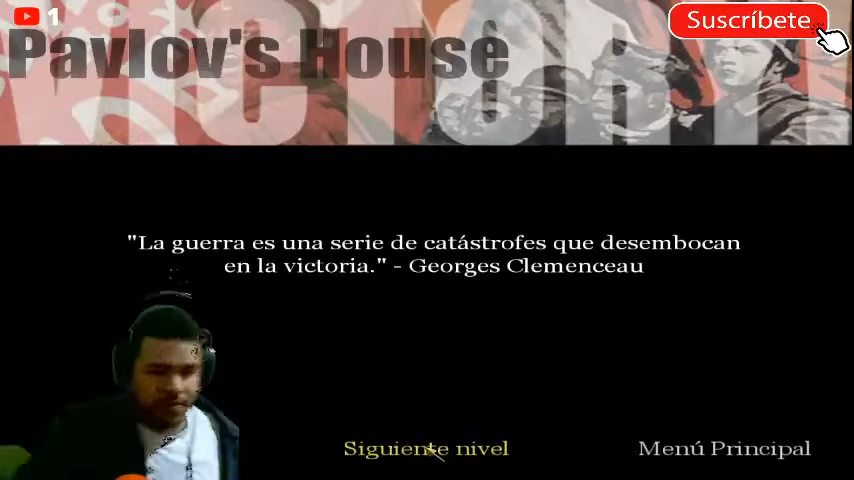 1
Suscríbete
Pavlov's House
VICTORY
"La guerra es una serie de catástrofes que desembocan
en la victoria." - Georges Clemenceau
Siguiente nivel
Menú Principal